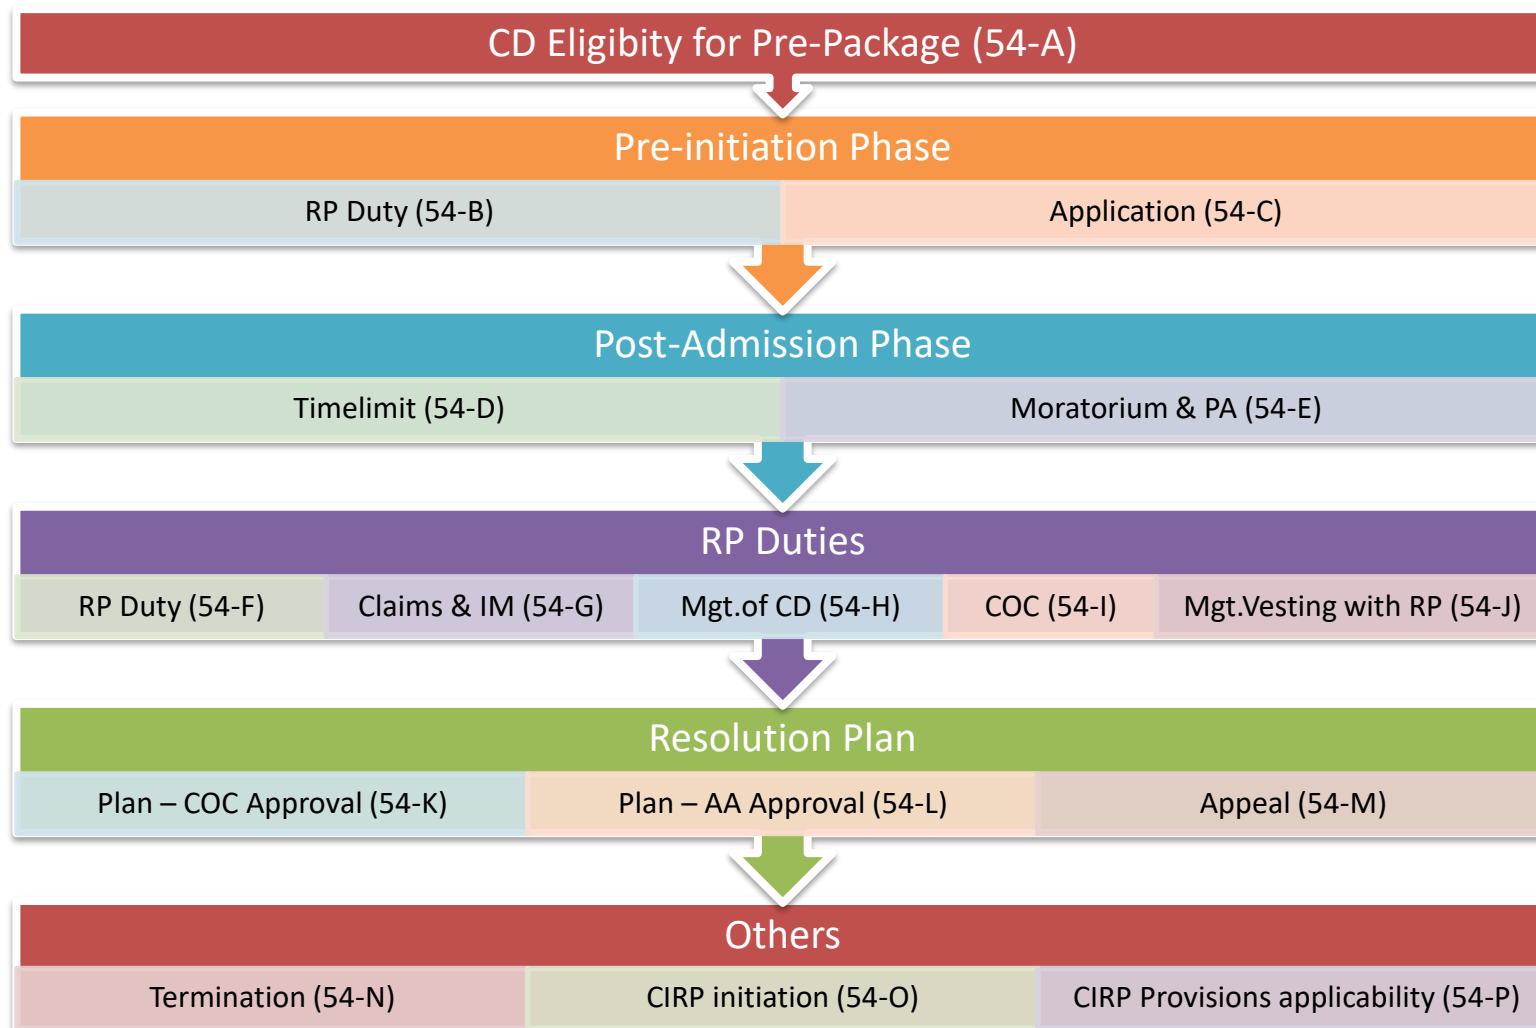 CD Eligibity for Pre-Package (54-A)
Pre-initiation Phase
RP Duty (54-B)
Application (54-C)
Post-Admission Phase
Timelimit (54-D)
Moratorium & PA (54-E)
RP Duties
RP Duty (54-F)
Claims & IM (54-G)
Mgt.of CD (54-H)
COC (54-I)
Mgt.Vesting with RP (54-J)
Resolution Plan
Plan – COC Approval (54-K)
Plan – AA Approval (54-L)
Appeal (54-M)
Others
Termination (54-N)
CIRP initiation (54-O)
CIRP Provisions applicability (54-P)